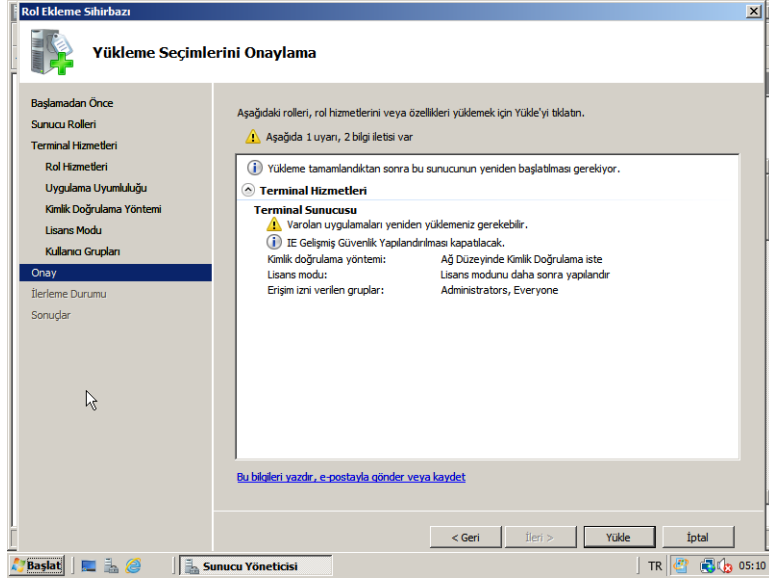 Rol Ekleme Sihirbazı
Yükleme Seçimlerini Onaylama
Başlamadan Önce
Sunucu Rolleri
Terminal Hizmetleri
Rol Hizmetleri
Uygulama Uyumluluğu
Kimlik Doğrulama Yöntemi
Lisans Modu
Kullanıcı Grupları
Onay
İlerleme Durumu
Sonuçlar
Aşağıdaki rolleri, rol hizmetlerini veya özellikleri yüklemek için Yükle'yi tıklatın.
Aşağıda 1 uyarı, 2 bilgi iletisi var
Yükleme tamamlandıktan sonra bu sunucunun yeniden başlatılması gerekiyor.
Terminal Hizmetleri
Terminal Sunucusu
Varolan uygulamaları yeniden yüklemeniz gerekebilir.
IE Gelişmiş Güvenlik Yapılandırılması kapatılacak.
Kimlik doğrulama yöntemi: Ağ Düzeyinde Kimlik Doğrulama iste
Lisans modu: Lisans modunu daha sonra yapılandır
Erişim izni verilen gruplar: Administrators, Everyone
Bu bilgileri yazdır, e-postayla gönder veya kaydet
< Geri İleri > Yükle İptal
Başlat Sunucu Yöneticisi TR 05:10